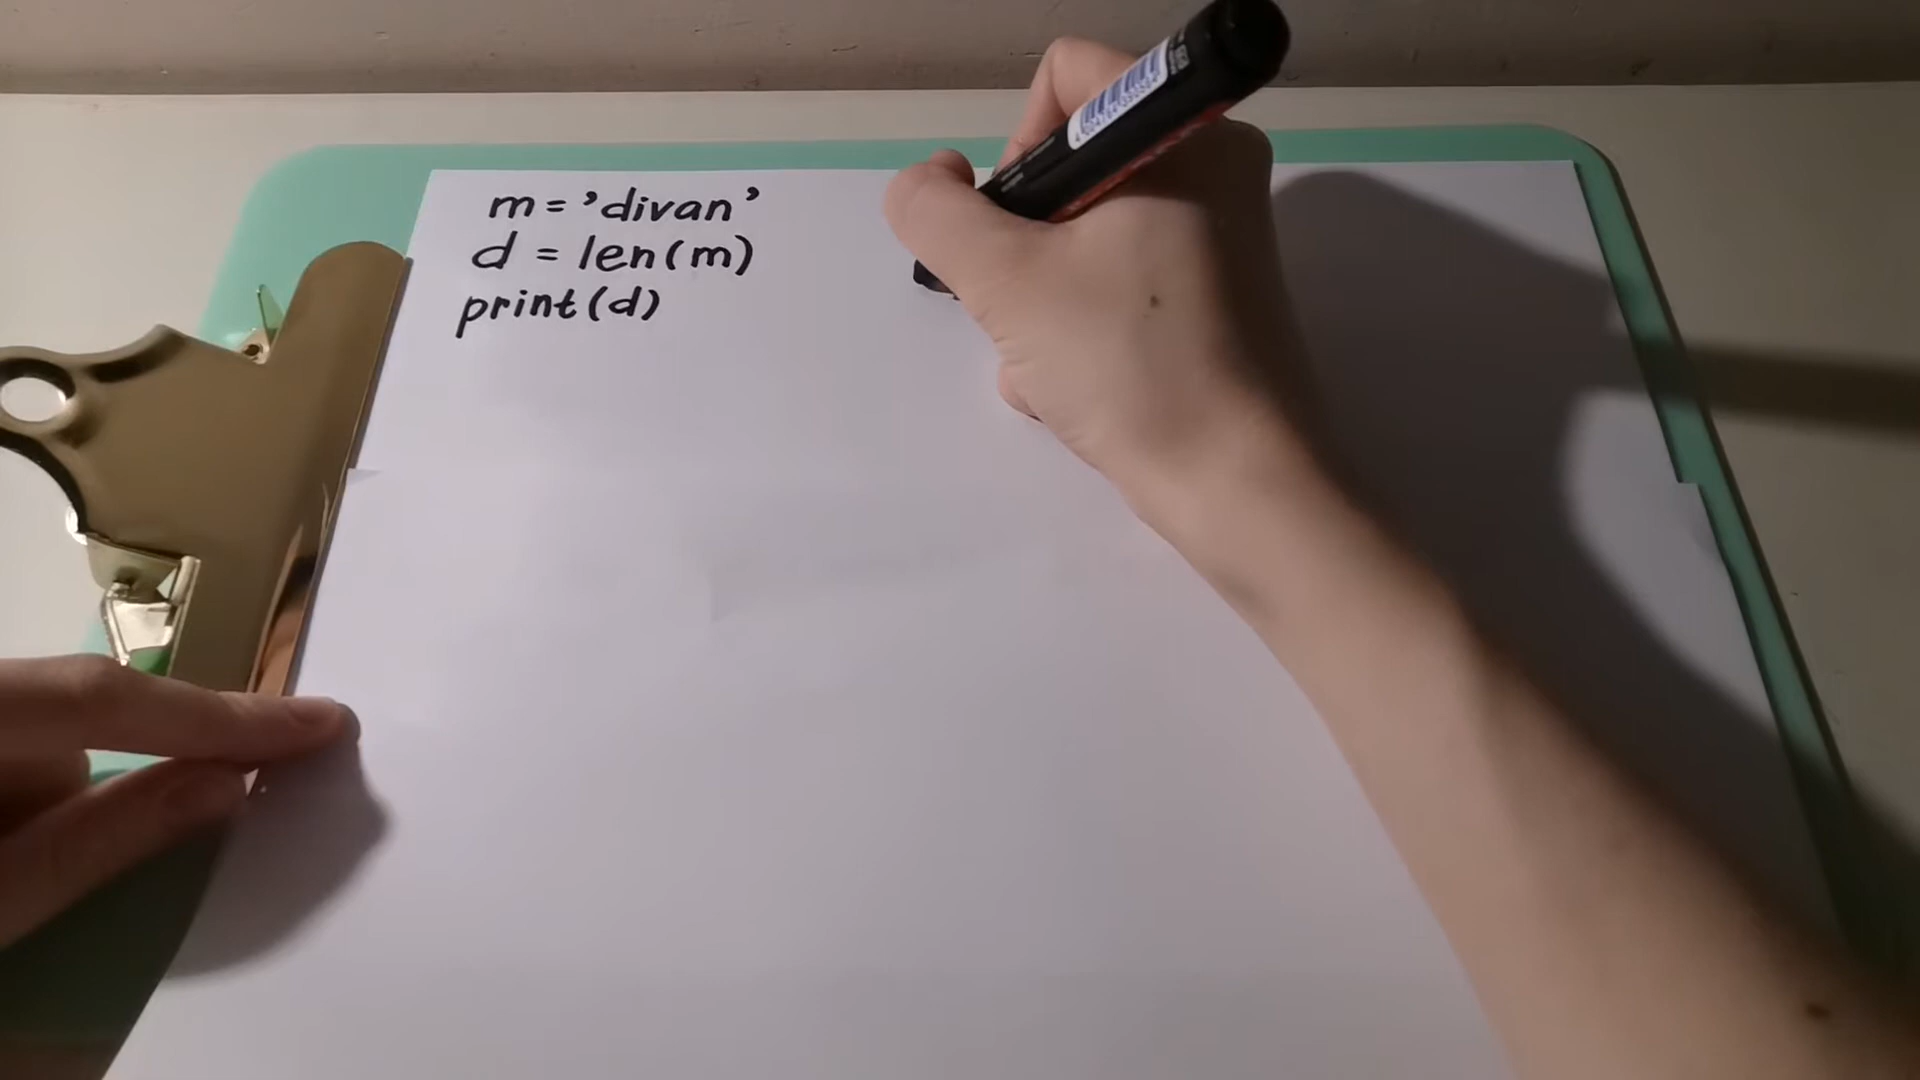 m = 'divan'
d = len(m)
print(d)